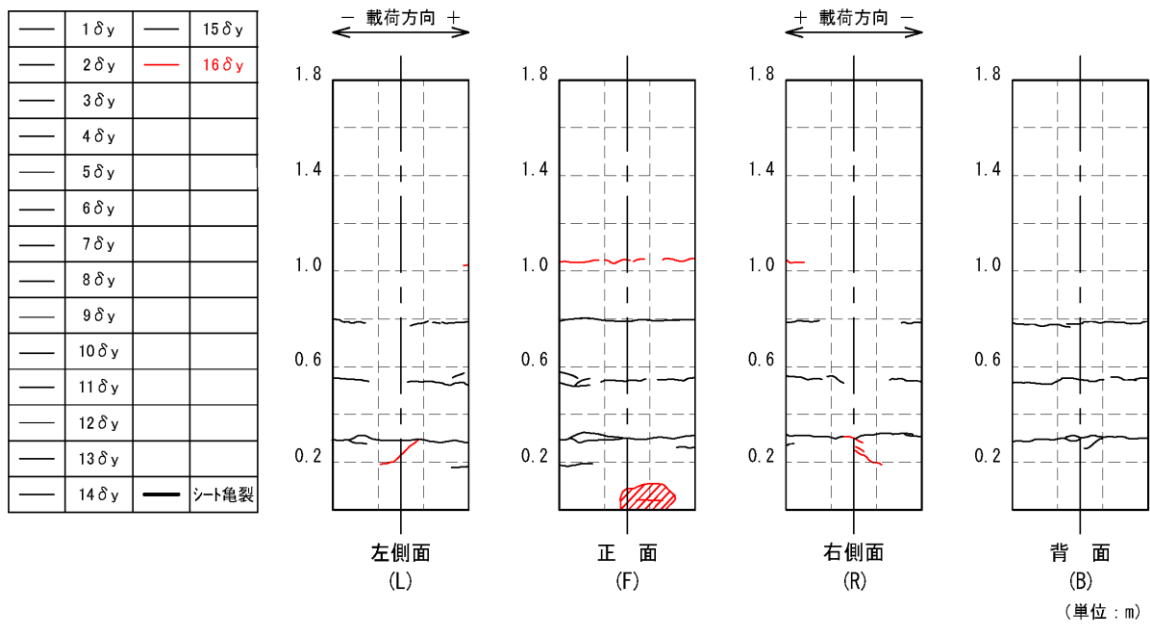 1δy 15δy
2δy 16δy
3δy
4δy
5δy
6δy
7δy
8δy
9δy
10δy
11δy
12δy
13δy
14δy シート亀裂
− 載荷方向 +
1.8
1.4
1.0
0.6
0.2
左側面
(L)
1.8
1.4
1.0
0.6
0.2
正 面
(F)
+ 載荷方向 −
1.8
1.4
1.0
0.6
0.2
右側面
(R)
1.8
1.4
1.0
0.6
0.2
背 面
(B)
(単位:m)